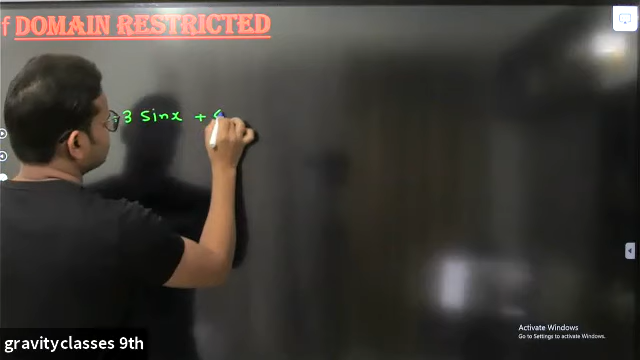 f DOMAIN RESTRICTED
3 sinx +
Activate Windows
Go to Settings to activate Windows.
gravityclasses 9th